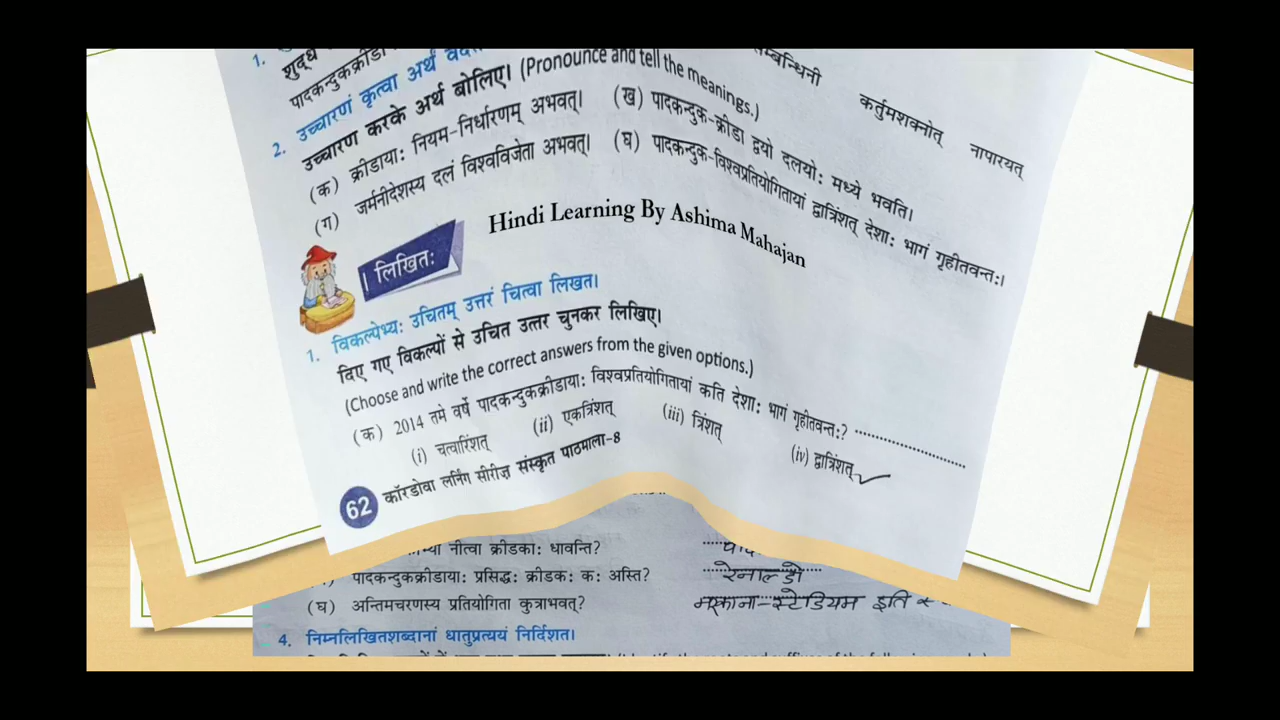 1.
शुद्ध
पादकन्दुकक्रीडा म्बन्धिनी कर्तुमशक्नोत् नापारयत्
2. उच्चारणं कृत्वा अर्थं
उच्चारण करके अर्थ बोलिए। (Pronounce and tell the meanings.)
(क) क्रीडायाः नियम-निर्धारणम् अभवत्। (ख) पादकन्दुक-क्रीडा द्वयो दलयोः मध्ये भवति।
(ग) जर्मनीदेशस्य दलं विश्वविजेता अभवत्। (घ) पादकन्दुक-विश्वप्रतियोगितायां द्वात्रिंशत् देशाः भागं गृहीतवन्तः।
Hindi Learning By Ashima Mahajan
लिखितः
1. विकल्पेभ्यः उचितम् उत्तरं चित्वा लिखत।
दिए गए विकल्पों से उचित उत्तर चुनकर लिखिए।
(Choose and write the correct answers from the given options.)
(क) 2014 तमे वर्षे पादकन्दुकक्रीडायाः विश्वप्रतियोगितायां कति देशाः भागं गृहीतवन्तः? ....................
(i) चत्वारिंशत् (ii) एकत्रिंशत् (iii) त्रिंशत् (iv) द्वात्रिंशत्
62 कॉरडोवा लर्निंग सीरीज़ संस्कृत पाठमाला-8
नीत्वा क्रीडकाः धावन्ति?
पादकन्दुकक्रीडायाः प्रसिद्धः क्रीडकः कः अस्ति? रेनाल्डो
(घ) अन्तिमचरणस्य प्रतियोगिता कुत्राभवत्? मरकाना-स्टेडियम इति
4. निम्नलिखितशब्दानां धातुप्रत्ययं निर्दिशत।